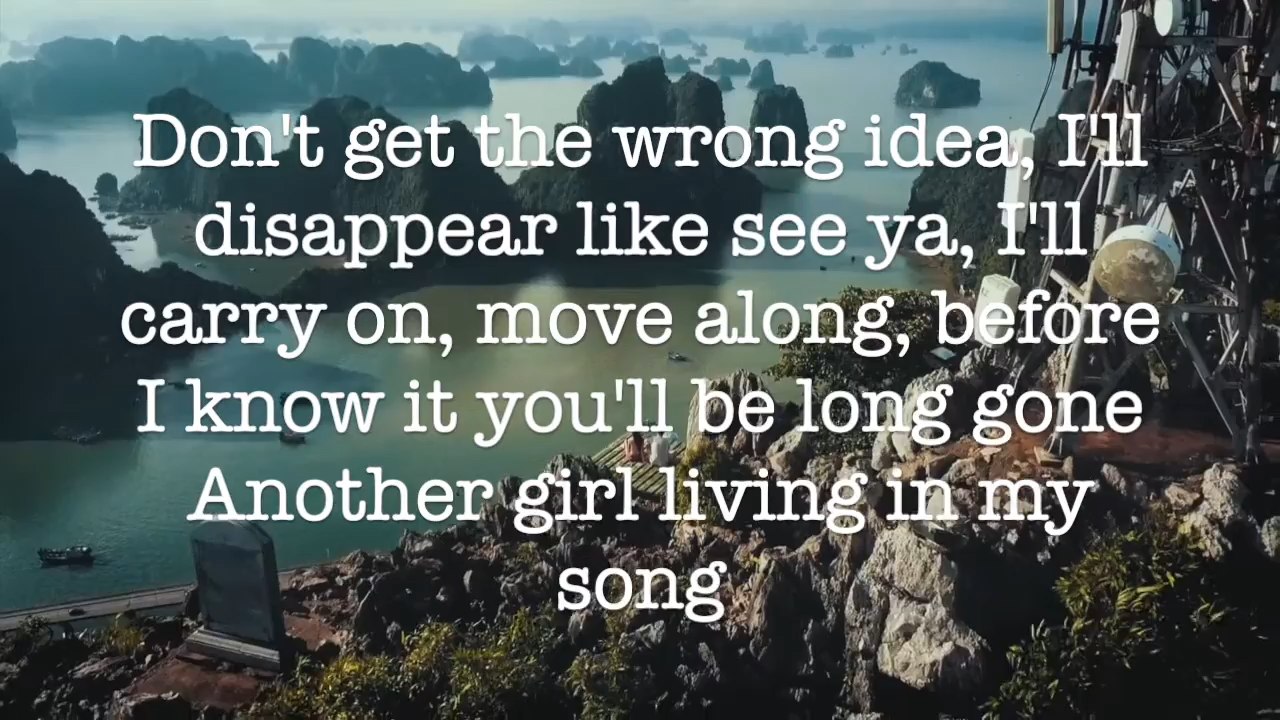 Don't get the wrong idea, I'll
disappear like see ya, I'll
carry on, move along, before
I know it you'll be long gone
Another girl living in my
song